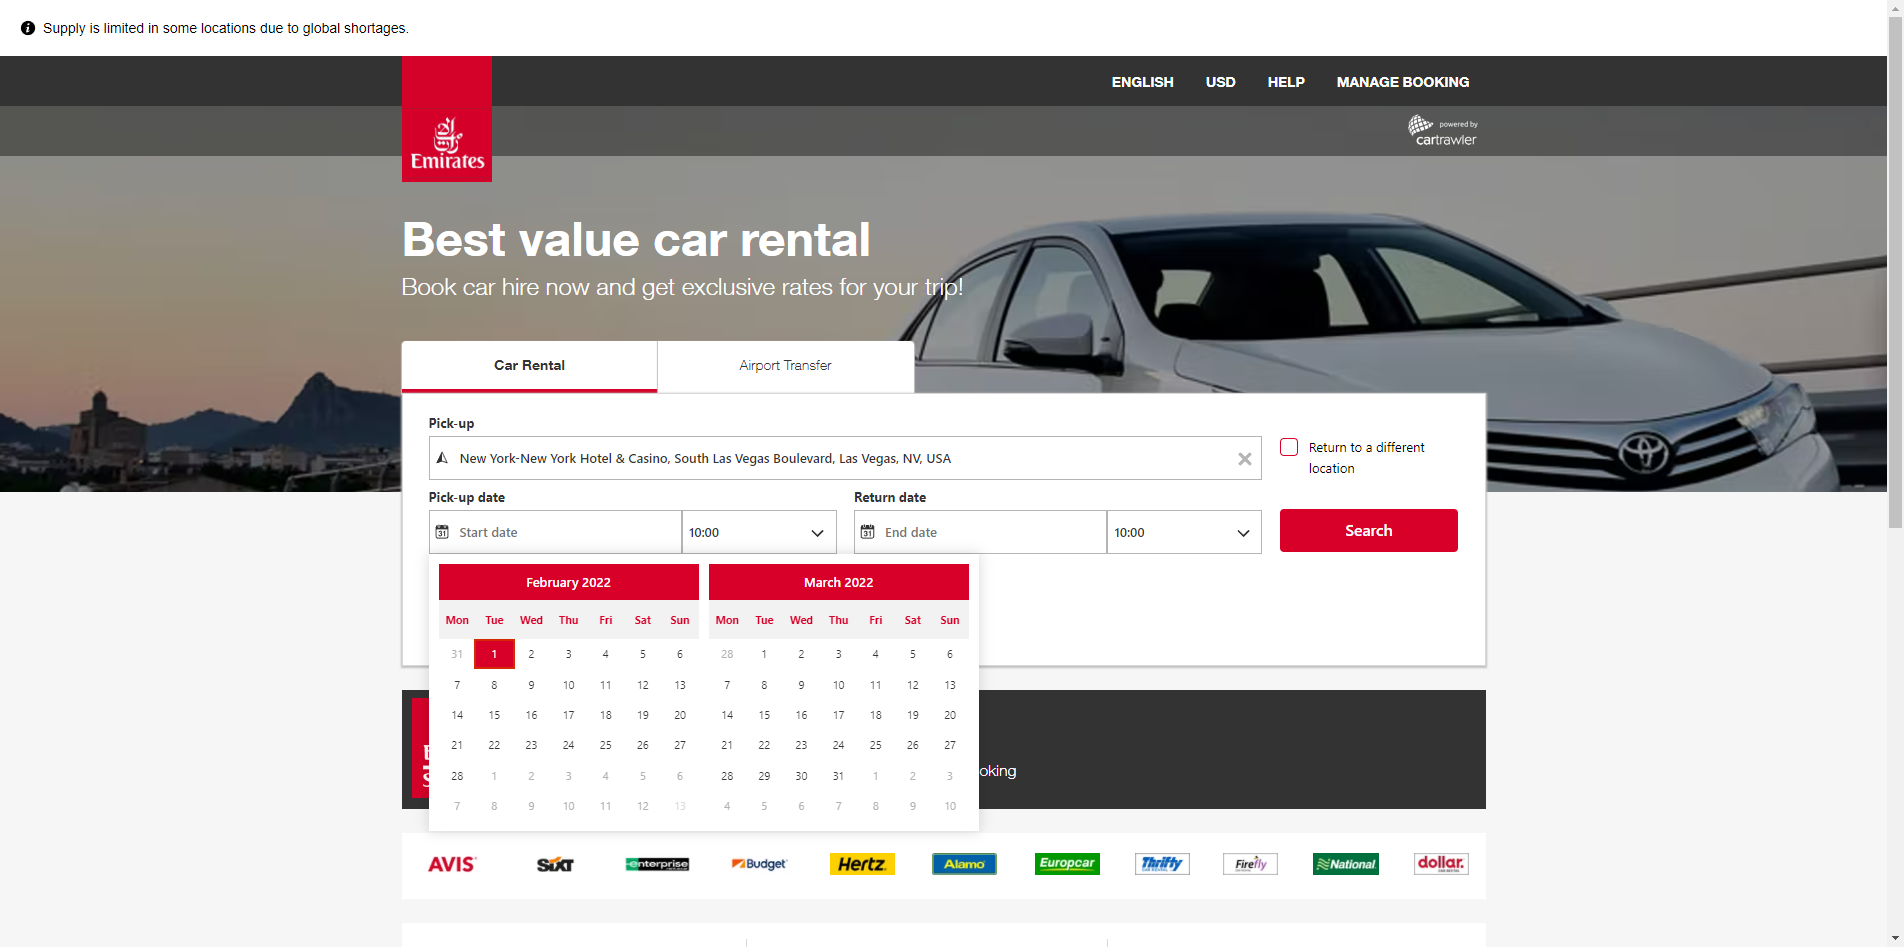 Supply is limited in some locations due to global shortages.
ENGLISH USD HELP MANAGE BOOKING
powered by
cartrawler
Emirates
Best value car rental
Book car hire now and get exclusive rates for your trip!
Car Rental Airport Transfer
Pick-up
New York-New York Hotel & Casino, South Las Vegas Boulevard, Las Vegas, NV, USA
Return to a different
location
Pick-up date Return date
31 Start date 10:00 31 End date 10:00 Search
February 2022 March 2022
Mon Tue Wed Thu Fri Sat Sun Mon Tue Wed Thu Fri Sat Sun
31 1 2 3 4 5 6 28 1 2 3 4 5 6
7 8 9 10 11 12 13 7 8 9 10 11 12 13
14 15 16 17 18 19 20 14 15 16 17 18 19 20
21 22 23 24 25 26 27 21 22 23 24 25 26 27
28 1 2 3 4 5 6 28 29 30 31 1 2 3
7 8 9 10 11 12 13 4 5 6 7 8 9 10
oking
AVIS SIXT enterprise Budget Hertz Alamo Europcar Thrifty Firefly National dollar.